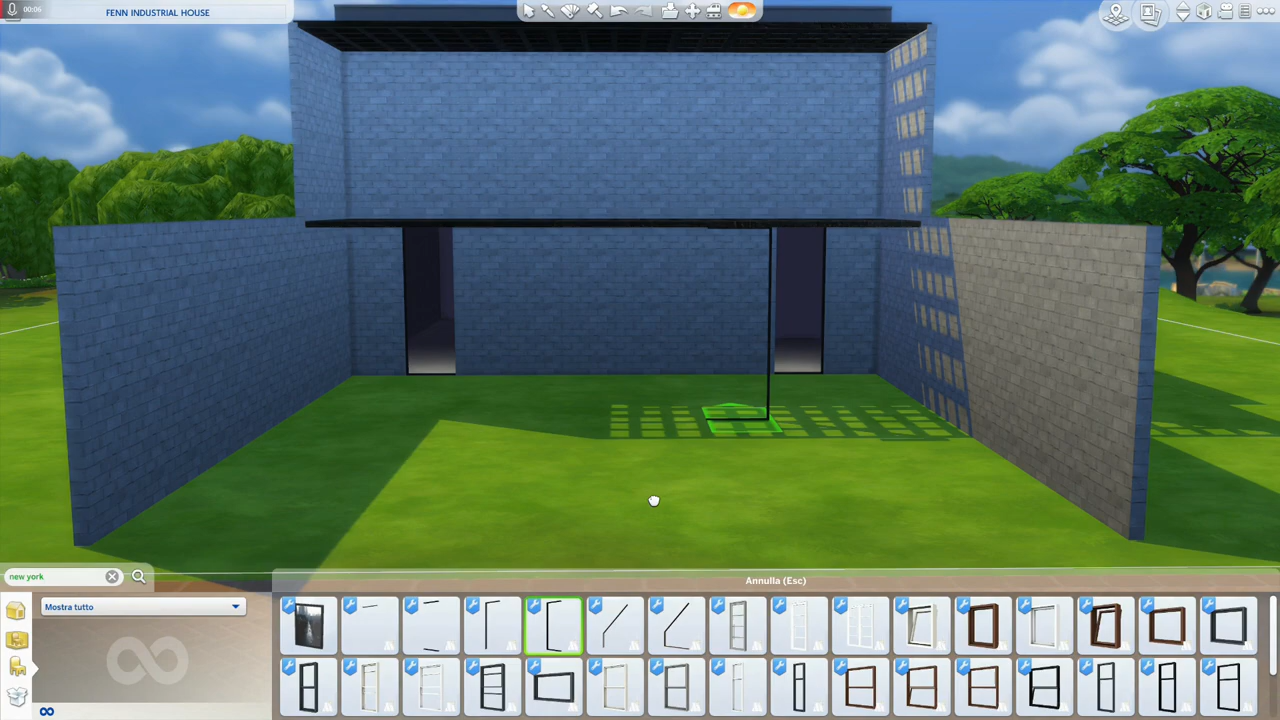 00:06
FENN INDUSTRIAL HOUSE
new york
Annulla (Esc)
Mostra tutto